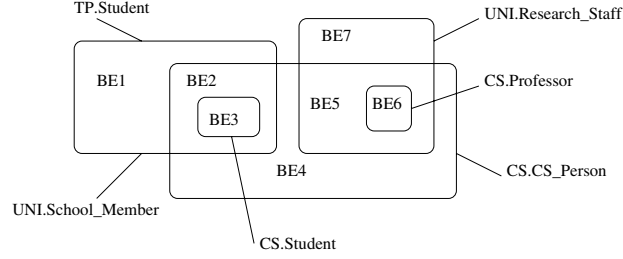 TP.Student
UNI.Research_Staff
BE7
BE1
BE2
CS.Professor
BE5
BE6
BE3
BE4
CS.CS_Person
UNI.School_Member
CS.Student